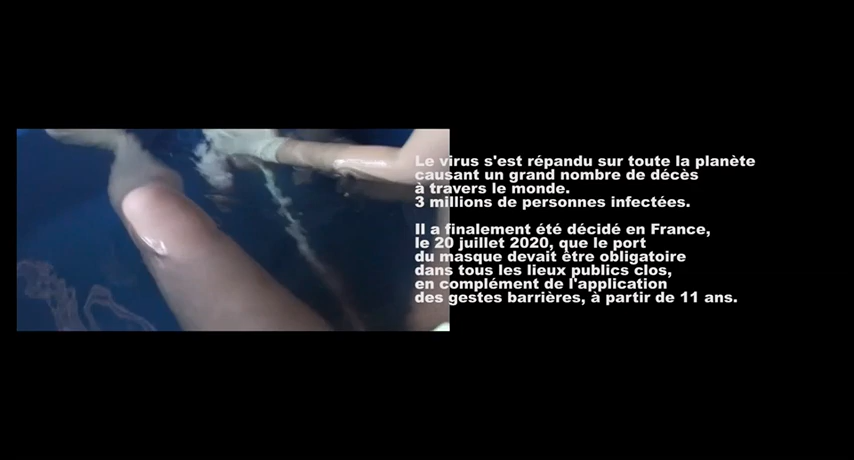 Le virus s'est répandu sur toute la planète
causant un grand nombre de décès
à travers le monde.
3 millions de personnes infectées.
Il a finalement été décidé en France,
le 20 juillet 2020, que le port
du masque devait être obligatoire
dans tous les lieux publics clos,
en complément de l'application
des gestes barrières, à partir de 11 ans.